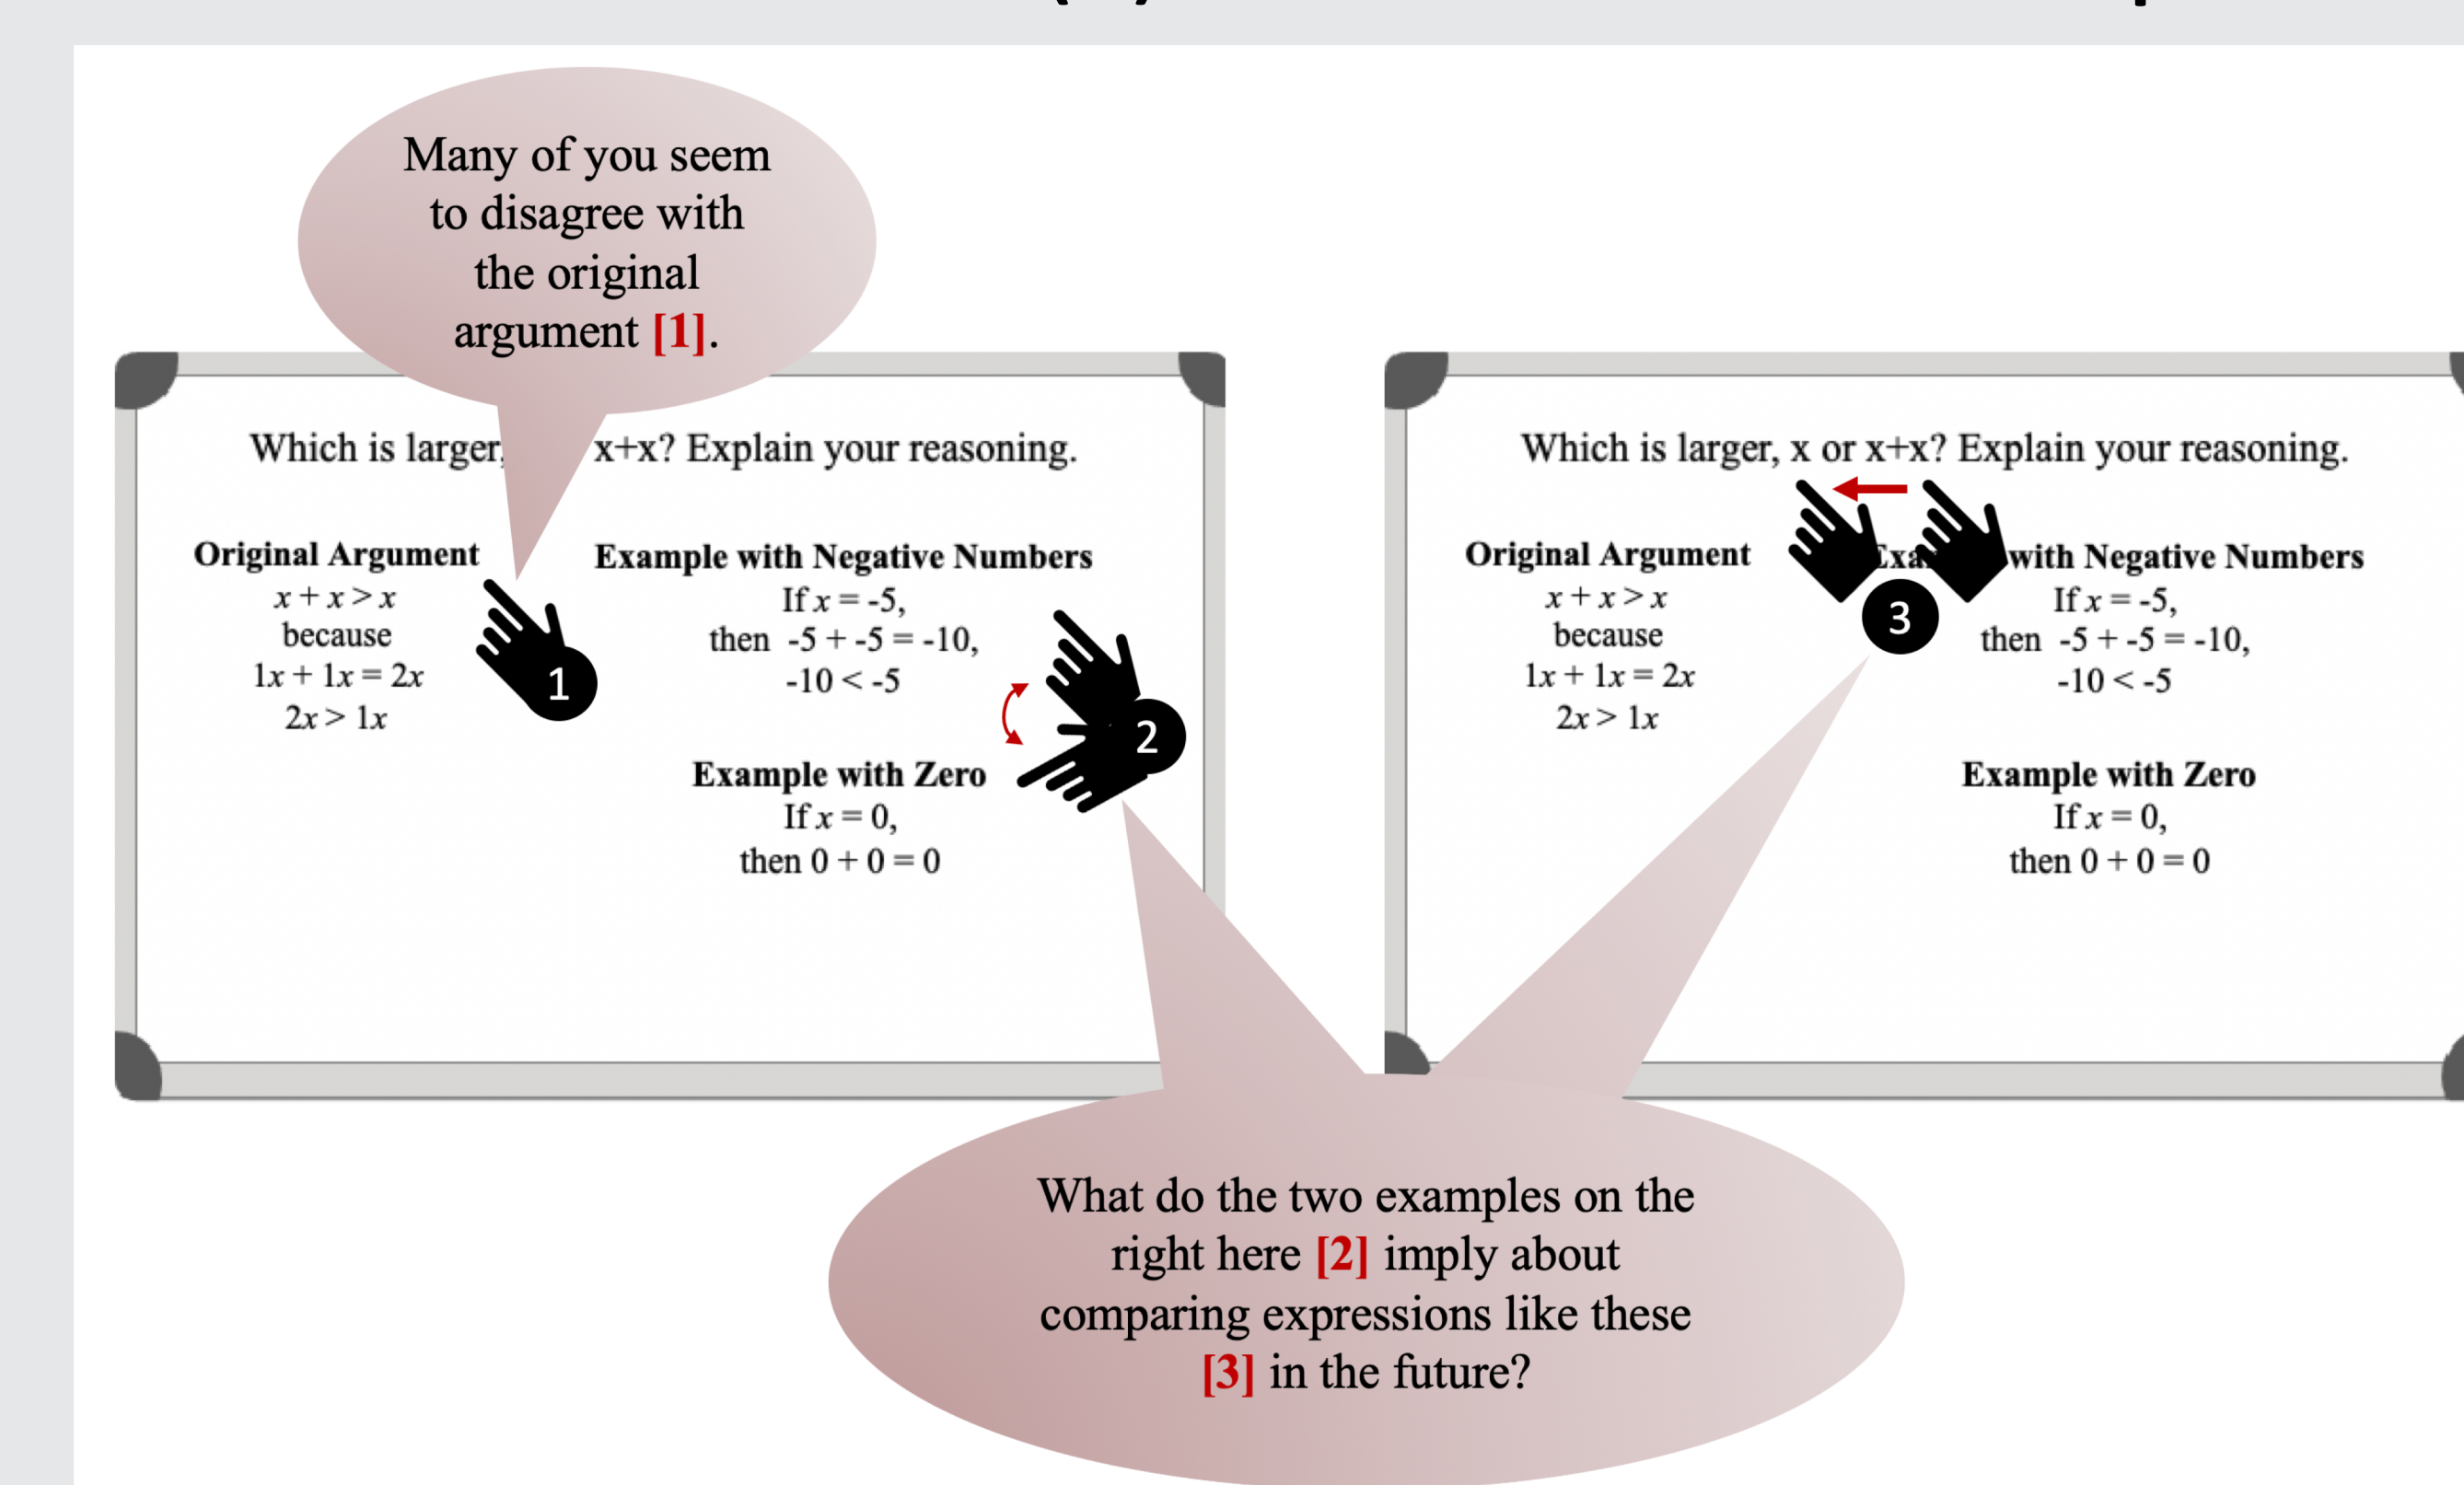 Many of you seem
to disagree with
the original
argument [1].
Which is larger, x+x? Explain your reasoning.
Original Argument
x + x > x
because
1x + 1x = 2x
2x > 1x
1
Example with Negative Numbers
If x = -5,
then -5 + -5 = -10,
-10 < -5
2
Example with Zero
If x = 0,
then 0 + 0 = 0
Which is larger, x or x+x? Explain your reasoning.
Original Argument
x + x > x
because
1x + 1x = 2x
2x > 1x
3
with Negative Numbers
If x = -5,
then -5 + -5 = -10,
-10 < -5
Example with Zero
If x = 0,
then 0 + 0 = 0
What do the two examples on the
right here [2] imply about
comparing expressions like these
[3] in the future?